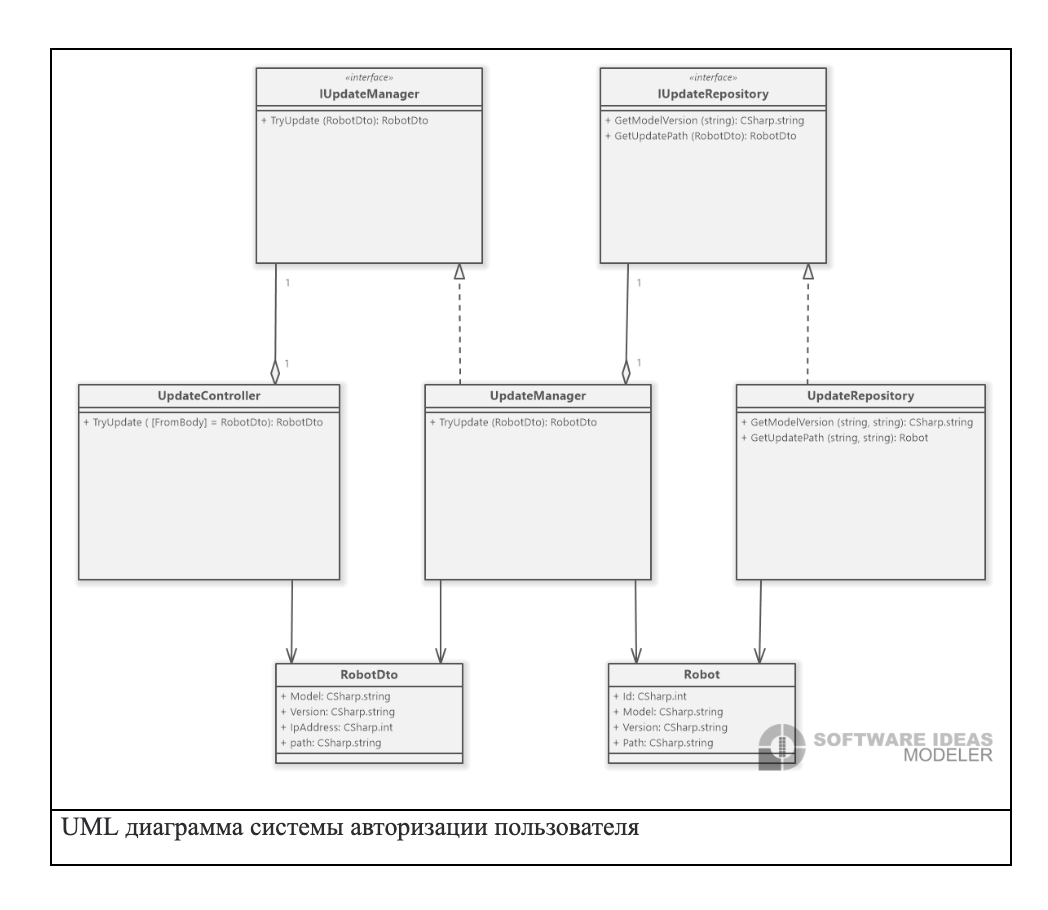 «interface»
IUpdateManager
+ TryUpdate (RobotDto): RobotDto
«interface»
IUpdateRepository
+ GetModelVersion (string): CSharp.string
+ GetUpdatePath (RobotDto): RobotDto
1
1
1
1
UpdateController
+ TryUpdate ( [FromBody] = RobotDto): RobotDto
UpdateManager
+ TryUpdate (RobotDto): RobotDto
UpdateRepository
+ GetModelVersion (string, string): CSharp.string
+ GetUpdatePath (string, string): Robot
RobotDto
+ Model: CSharp.string
+ Version: CSharp.string
+ IpAddress: CSharp.int
+ path: CSharp.string
Robot
+ Id: CSharp.int
+ Model: CSharp.string
+ Version: CSharp.string
+ Path: CSharp.string
SOFTWARE IDEAS
MODELER
UML диаграмма системы авторизации пользователя